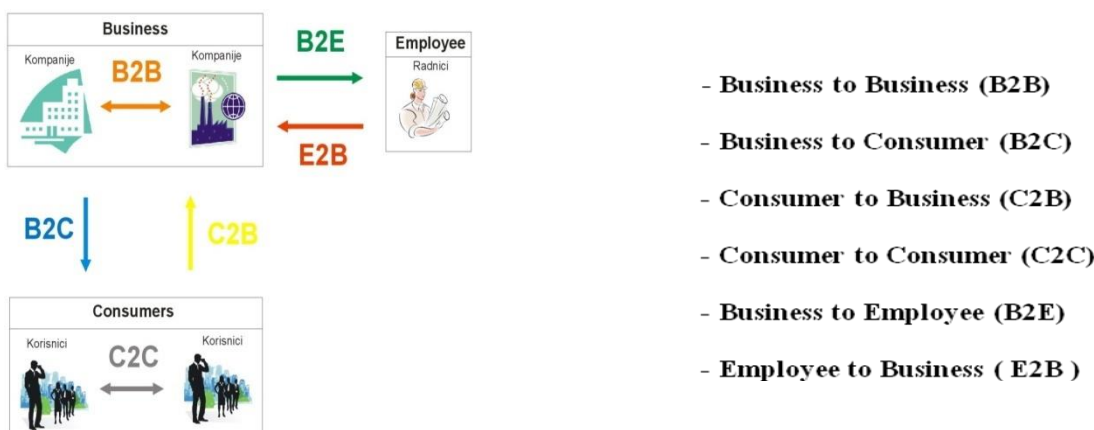 Business
Kompanije
B2B
Kompanije
B2E
E2B
Employee
Radnici
B2C
C2B
Consumers
Korisnici
C2C
Korisnici
- Business to Business (B2B)
- Business to Consumer (B2C)
- Consumer to Business (C2B)
- Consumer to Consumer (C2C)
- Business to Employee (B2E)
- Employee to Business ( E2B )